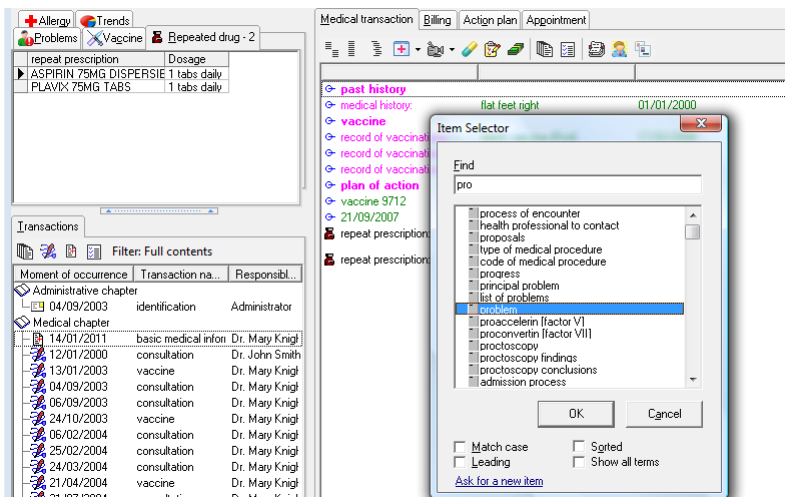 Allergy Trends
Problems Vaccine Repeated drug - 2
repeat prescription Dosage
ASPIRIN 75MG DISPERSIE 1 tabs daily
PLAVIX 75MG TABS 1 tabs daily
Transactions
Filter: Full contents
Moment of occurrence Transaction na... Responsibl...
Administrative chapter
04/09/2003 identification Administrator
Medical chapter
14/01/2011 basic medical infori Dr. Mary Knigł
12/01/2000 consultation Dr. John Smith
13/01/2003 vaccine Dr. Mary Knigł
04/09/2003 consultation Dr. Mary Knigł
06/09/2003 consultation Dr. Mary Knigł
24/10/2003 vaccine Dr. Mary Knigł
06/02/2004 consultation Dr. Mary Knigł
25/02/2004 consultation Dr. Mary Knigł
24/03/2004 consultation Dr. Mary Knigł
21/04/2004 vaccine Dr. Mary Knigł
Medical transaction Billing Action plan Appointment
past history
medical history: flat feet right 01/01/2000
vaccine
record of vaccinati
record of vaccinati
record of vaccinati
plan of action
vaccine 9712
21/09/2007
repeat prescription:
repeat prescription:
Item Selector
Find
pro
process of encounter
health professional to contact
proposals
type of medical procedure
code of medical procedure
progress
principal problem
list of problems
problem
proaccelerin [factor V]
proconvertin [factor VII]
proctoscopy
proctoscopy findings
proctoscopy conclusions
admission process
OK Cancel
Match case Sorted
Leading Show all terms
Ask for a new item